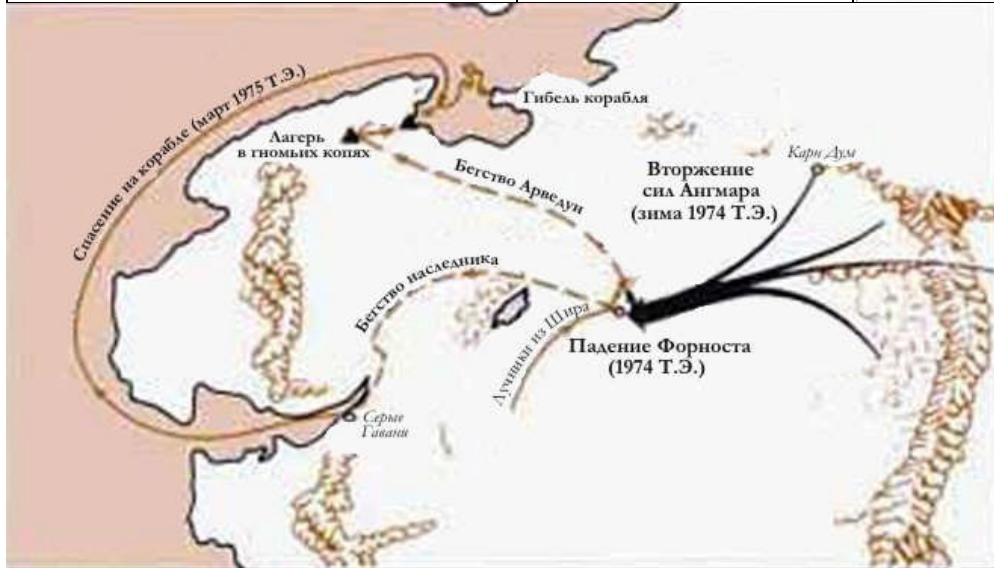 Спасение на корабле (март 1975 Т.Э.)
Гибель корабля
Лагерь
в гномьих копях
Бегство Арведуи
Вторжение
сил Ангмара
(зима 1974 Т.Э.)
Карн Дум
Бегство наследника
Лучники из Шира
Падение Форноста
(1974 Т.Э.)
Серые
Гавани